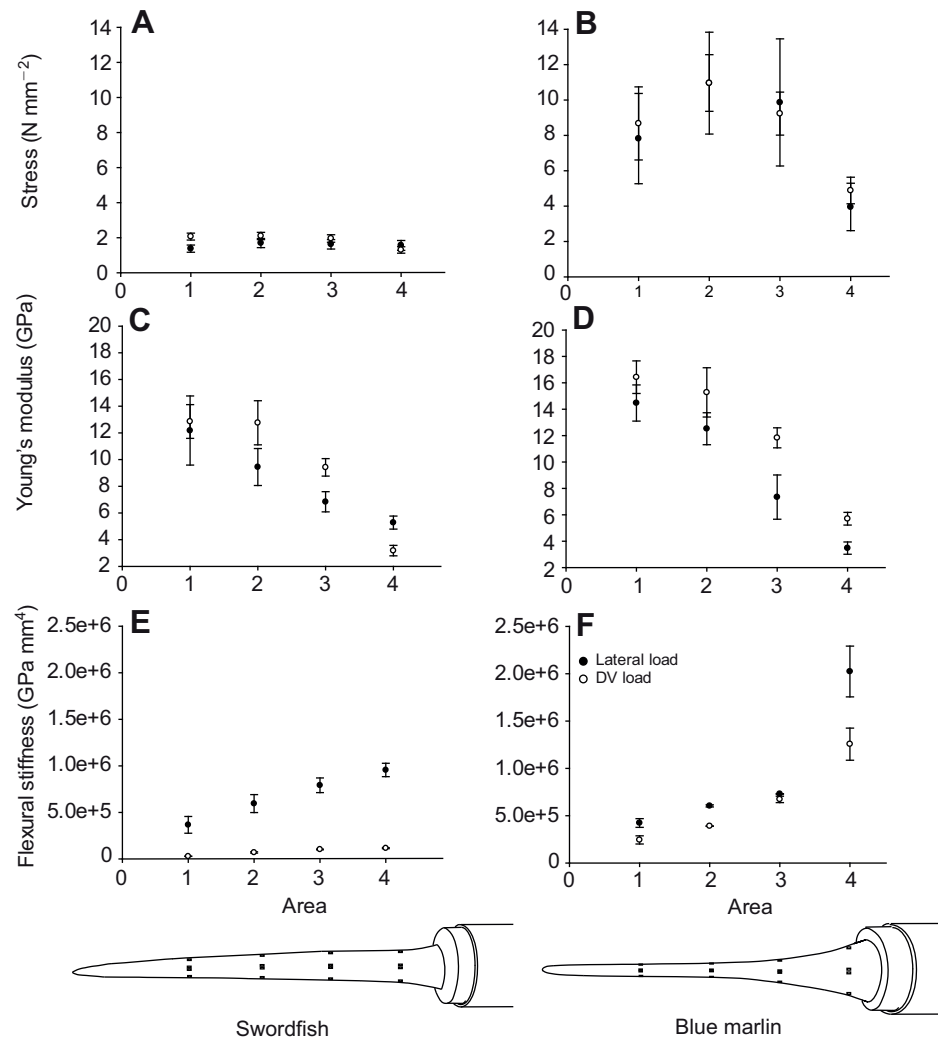 A
B
Stress (N mm−2)
14
12
10
8
6
4
2
0
0 1 2 3 4
14
12
10
8
6
4
2
0
0 1 2 3 4
C
D
Young's modulus (GPa)
20
18
16
14
12
10
8
6
4
2
0 1 2 3 4
20
18
16
14
12
10
8
6
4
2
0 1 2 3 4
E
F
Flexural stiffness (GPa mm4)
2.5e+6
2.0e+6
1.5e+6
1.0e+6
5.0e+5
0
0 1 2 3 4
Area
2.5e+6
2.0e+6
1.5e+6
1.0e+6
5.0e+5
0
Lateral load
DV load
0 1 2 3 4
Area
Swordfish
Blue marlin